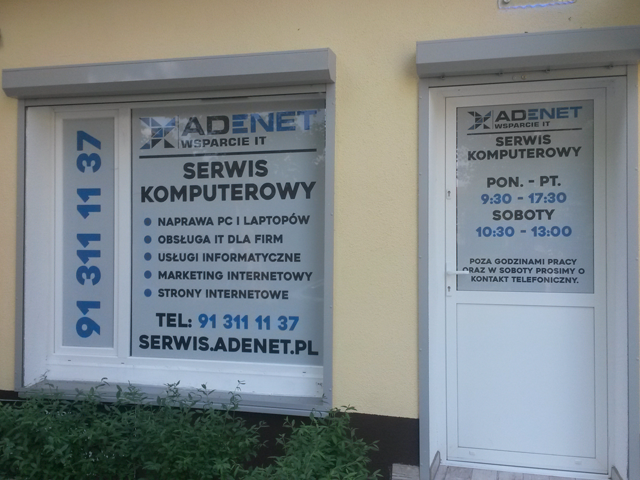 91 311 11 37
ADENET
WSPARCIE IT
SERWIS
KOMPUTEROWY
NAPRAWA PC I LAPTOPÓW
OBSŁUGA IT DLA FIRM
USŁUGI INFORMATYCZNE
MARKETING INTERNETOWY
STRONY INTERNETOWE
TEL: 91 311 11 37
SERWIS.ADENET.PL
ADENET
WSPARCIE IT
SERWIS
KOMPUTEROWY
PON. - PT.
9:30 - 17:30
SOBOTY
10:30 - 13:00
POZA GODZINAMI PRACY
ORAZ W SOBOTY PROSIMY O
KONTAKT TELEFONICZNY.